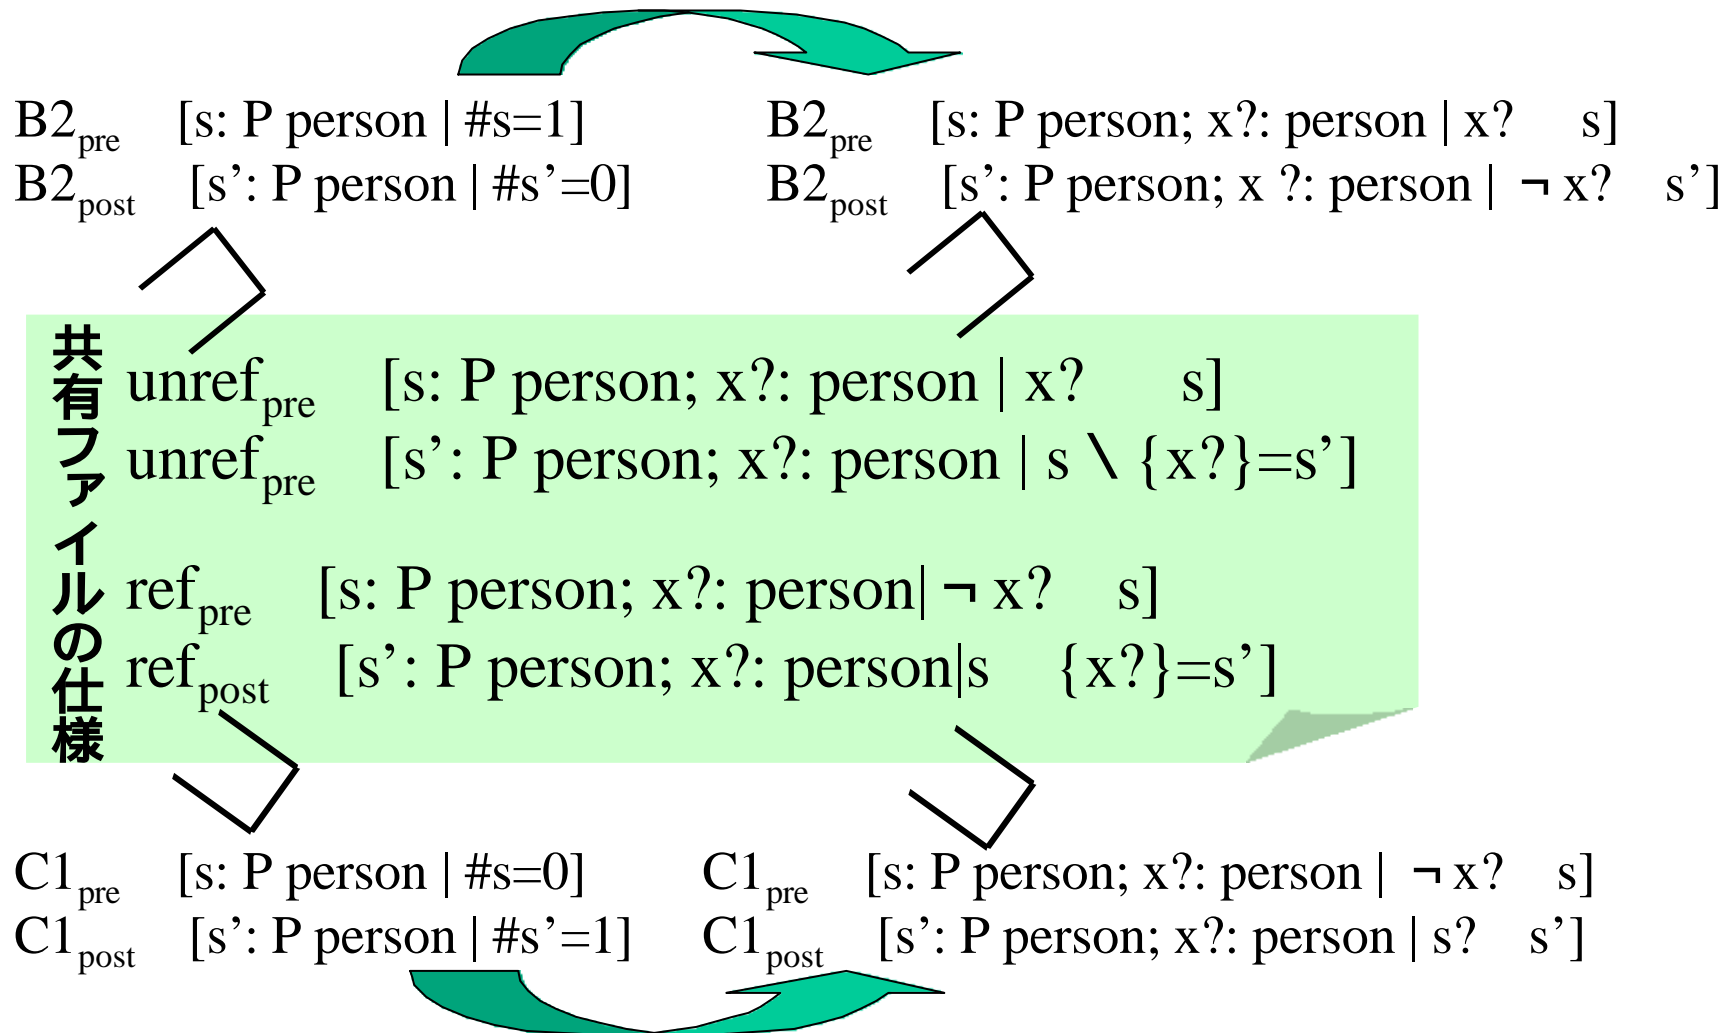 B2pre [s: P person | #s=1] B2pre [s: P person; x?: person | x? s]
B2post [s’: P person | #s’=0] B2post [s’: P person; x ?: person | ¬ x? s’]
共有ファイルの仕様
unrefpre [s: P person; x?: person | x? s]
unrefpre [s’: P person; x?: person | s \ {x?}=s’]
refpre [s: P person; x?: person| ¬ x? s]
refpost [s’: P person; x?: person|s {x?}=s’]
C1pre [s: P person | #s=0] C1pre [s: P person; x?: person | ¬ x? s]
C1post [s’: P person | #s’=1] C1post [s’: P person; x?: person | s? s’]